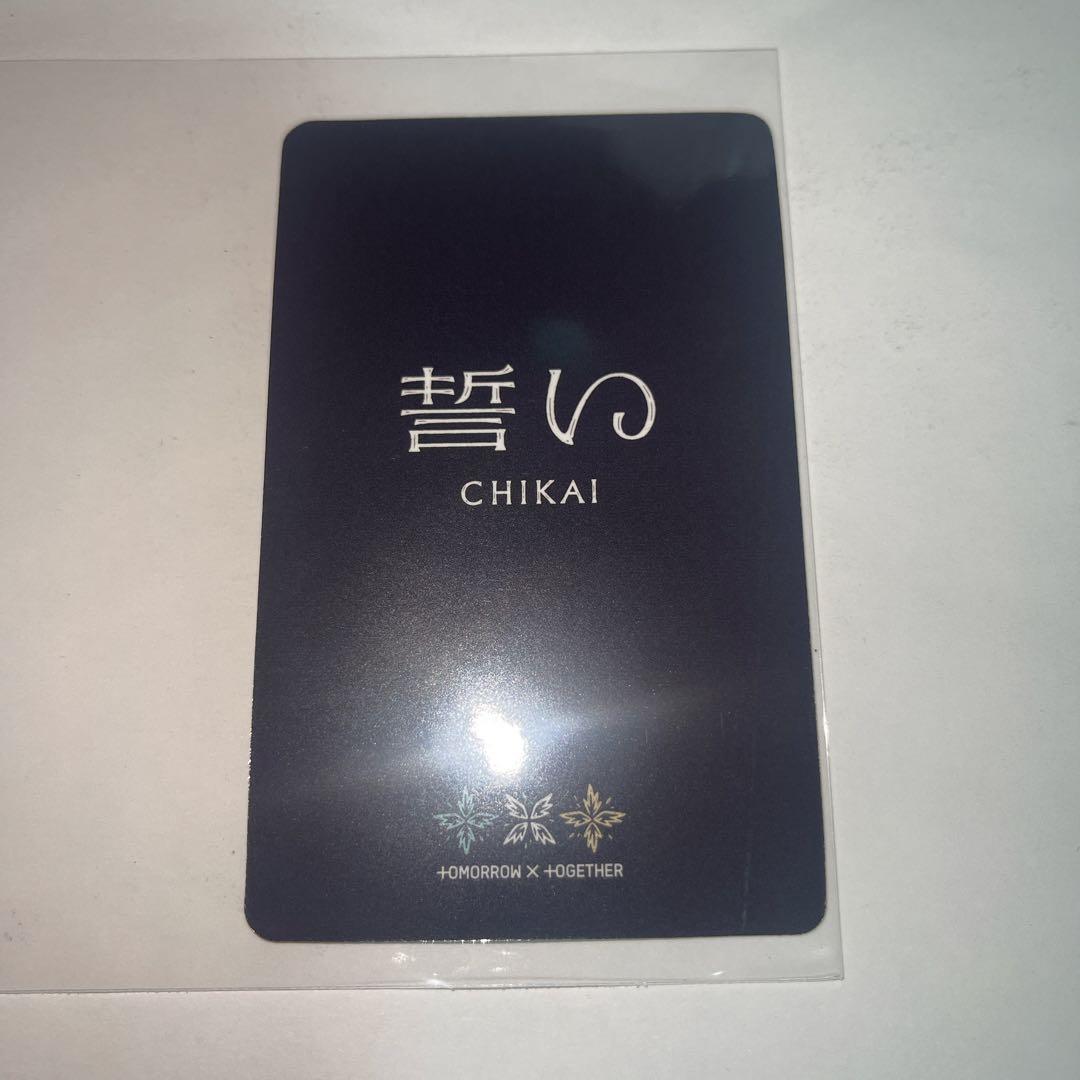 誓い
CHIKAI
TOMORROW X TOGETHER